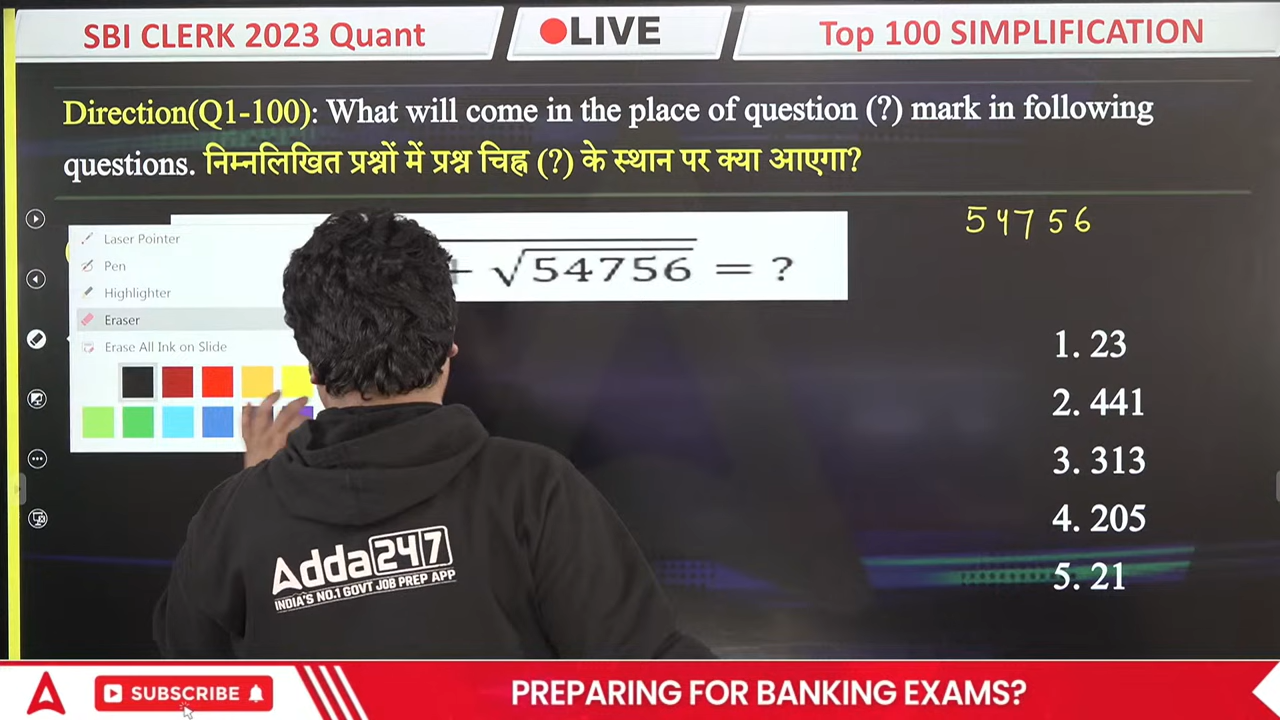 SBI CLERK 2023 Quant
LIVE
Top 100 SIMPLIFICATION
Direction(Q1-100): What will come in the place of question (?) mark in following
questions. निम्नलिखित प्रश्नों में प्रश्न चिह्न (?) के स्थान पर क्या आएगा?
54756
Laser Pointer
Pen
Highlighter
Eraser
Erase All Ink on Slide
+ √54756 = ?
1. 23
2. 441
3. 313
4. 205
5. 21
Adda247
INDIA'S NO.1 GOVT JOB PREP APP
SUBSCRIBE
PREPARING FOR BANKING EXAMS?